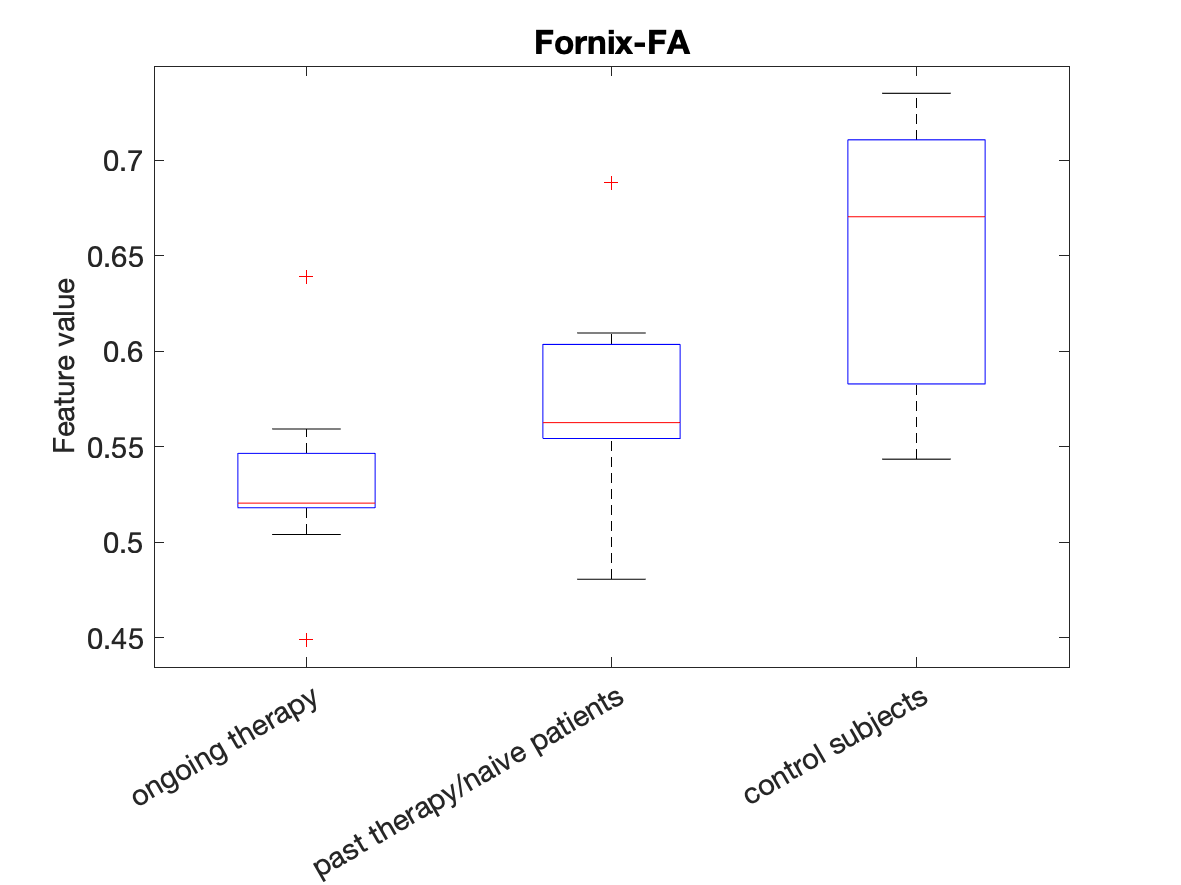 Fornix-FA
Feature value
0.7
0.65
0.6
0.55
0.5
0.45
ongoing therapy
past therapy/naive patients
control subjects